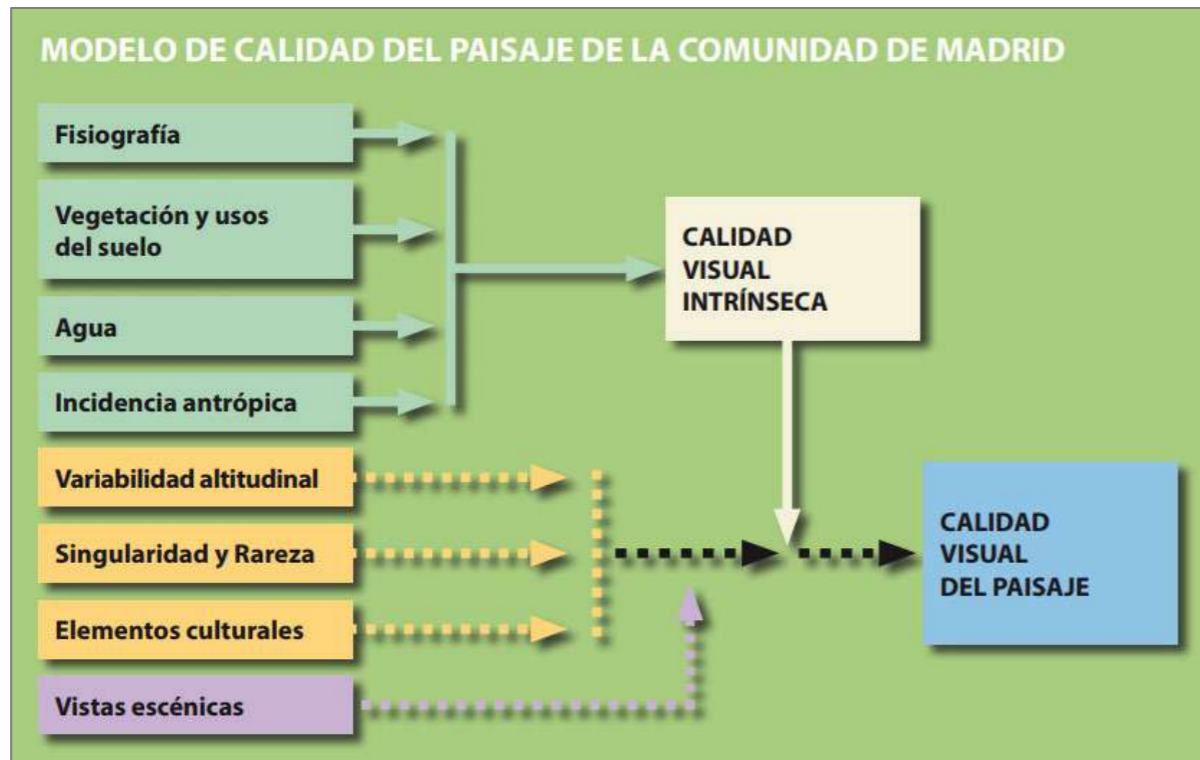 MODELO DE CALIDAD DEL PAISAJE DE LA COMUNIDAD DE MADRID
Fisiografía
Vegetación y usos
del suelo
Agua
Incidencia antrópica
Variabilidad altitudinal
Singularidad y Rareza
Elementos culturales
Vistas escénicas
CALIDAD
VISUAL
INTRÍNSECA
CALIDAD
VISUAL
DEL PAISAJE